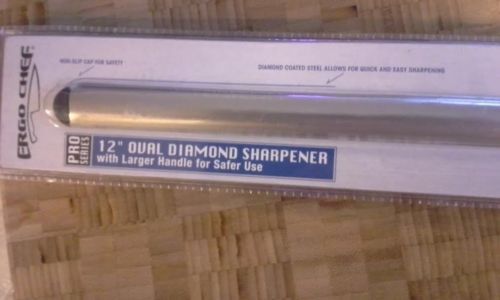 NON-SLIP CAP FOR SAFETY
DIAMOND COATED STEEL ALLOWS FOR QUICK AND EASY SHARPENING
ERGO CHEF
PRO SERIES
12" OVAL DIAMOND SHARPENER
with Larger Handle for Safer Use